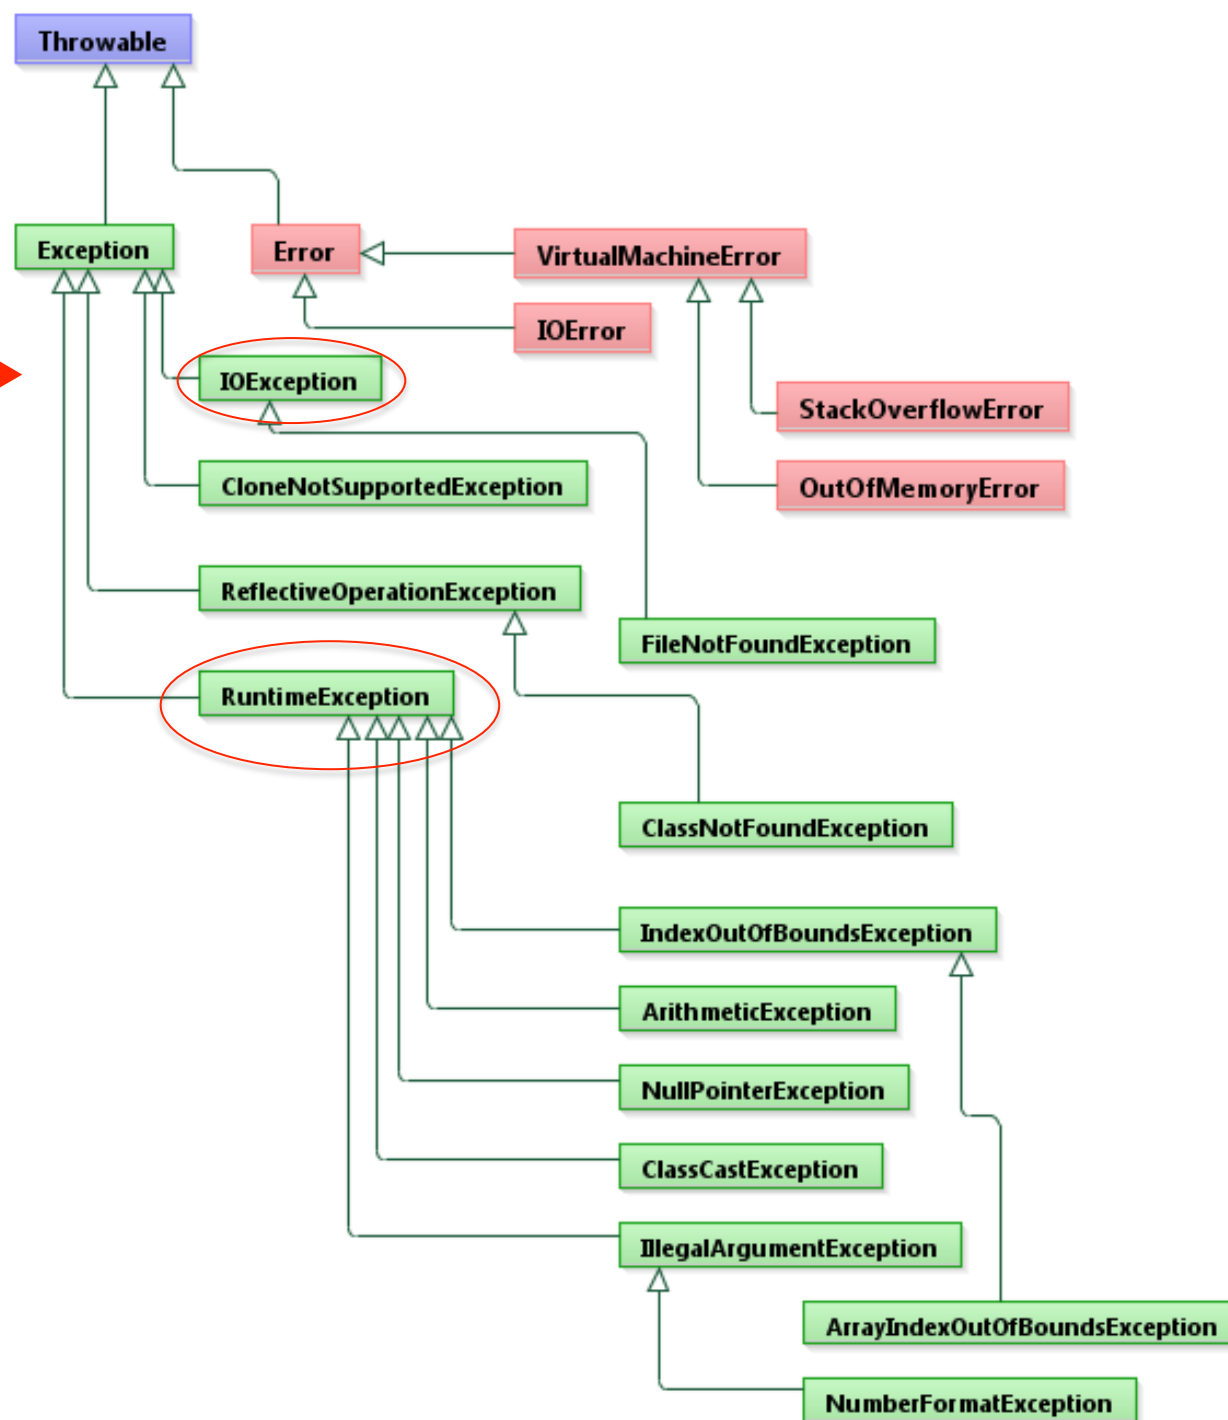 Throwable
Exception
Error
VirtualMachineError
IOError
IOException
StackOverflowError
CloneNotSupportedException
OutOfMemoryError
ReflectiveOperationException
FileNotFoundException
RuntimeException
ClassNotFoundException
IndexOutOfBoundsException
ArithmeticException
NullPointerException
ClassCastException
IllegalArgumentException
ArrayIndexOutOfBoundsException
NumberFormatException